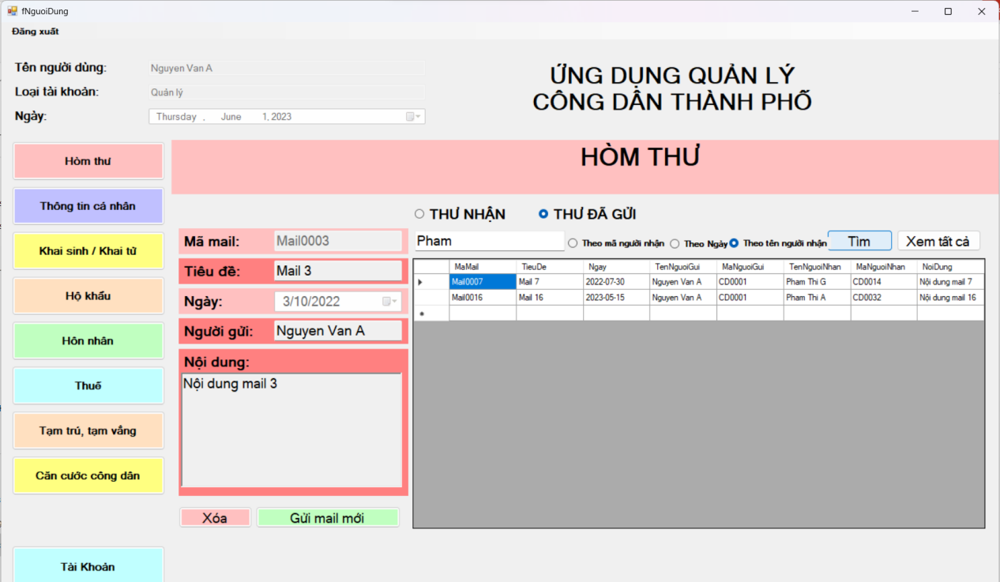 fNguoiDung
Đăng xuất
Tên người dùng: Nguyen Van A
Loại tài khoản: Quản lý
Ngày: Thursday , June 1, 2023
ỨNG DỤNG QUẢN LÝ
CÔNG DÂN THÀNH PHỐ
Hòm thư
Thông tin cá nhân
Khai sinh / Khai tử
Hộ khẩu
Hôn nhân
Thuế
Tạm trú, tạm vắng
Căn cước công dân
Tài Khoản
HÒM THƯ
THƯ NHẬN THƯ ĐÃ GỬI
Mã mail: Mail0003
Tiêu đề: Mail 3
Ngày: 3/10/2022
Người gửi: Nguyen Van A
Nội dung:
Nội dung mail 3
Xóa Gửi mail mới
Pham Theo mã người nhận Theo Ngày Theo tên người nhận Tìm Xem tất cả
MaMail TieuDe Ngay TenNguoiGui MaNguoiGui TenNguoiNhan MaNguoiNhan NoiDung
Mail0007 Mail 7 2022-07-30 Nguyen Van A CD0001 Pham Thi G CD0014 Nội dung mail 7
Mail0016 Mail 16 2023-05-15 Nguyen Van A CD0001 Pham Thi A CD0032 Nội dung mail 16